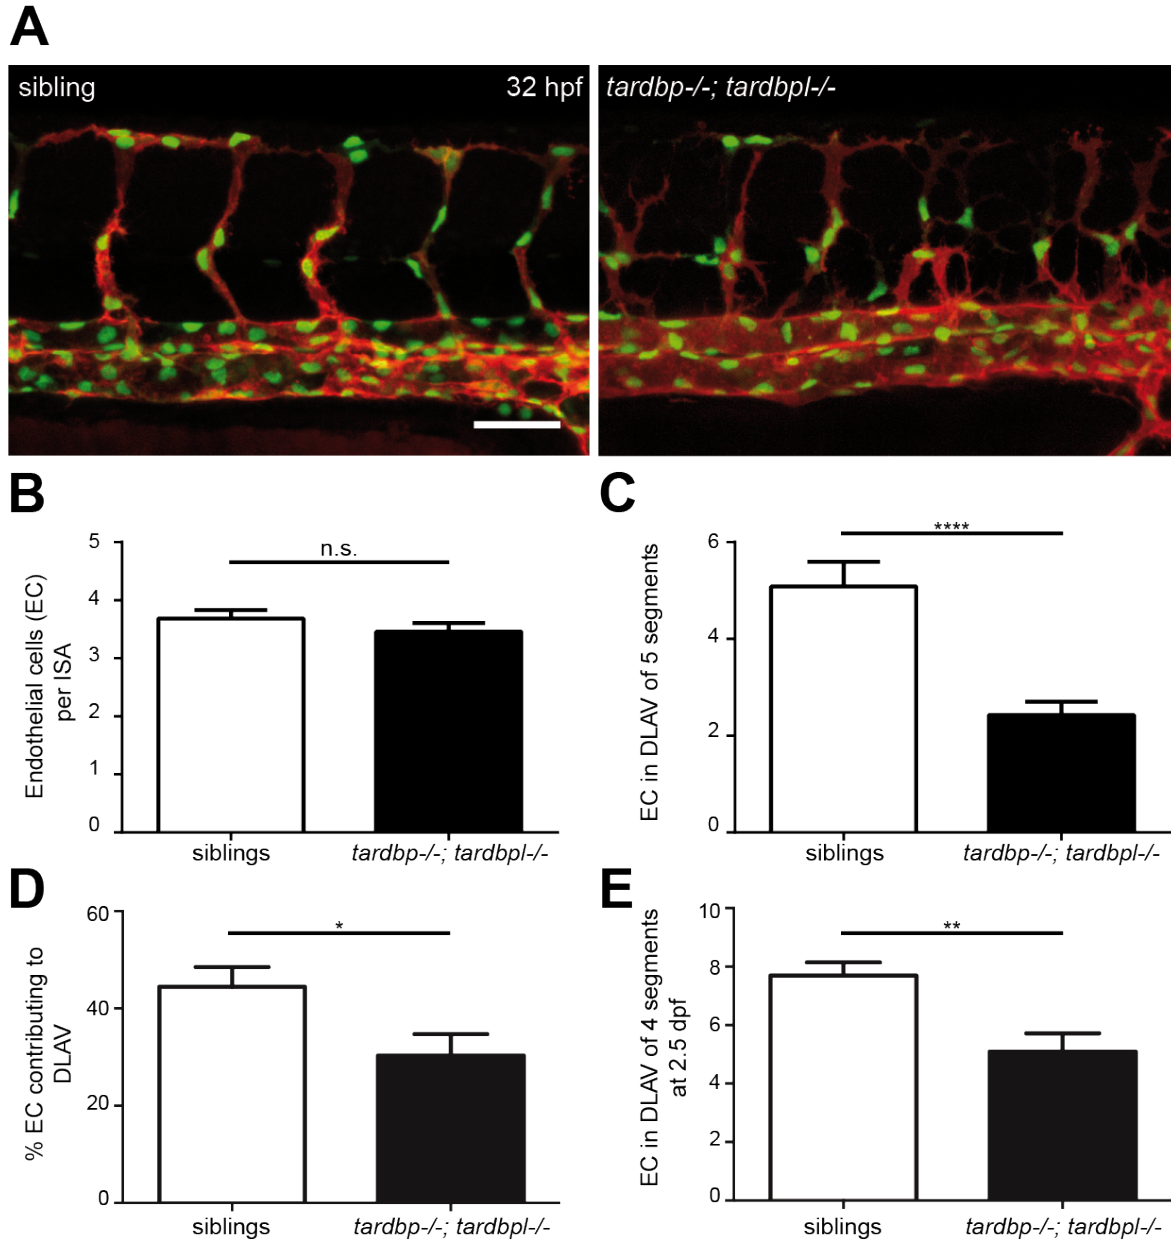 A
sibling
32 hpf
tardbp-/-; tardbpl-/-
B
Endothelial cells (EC)
per ISA
5
4
3
2
1
0
n.s.
siblings
tardbp-/-; tardbpl-/-
C
EC in DLAV of 5 segments
6
4
2
0
****
siblings
tardbp-/-; tardbpl-/-
D
% EC contributing to
DLAV
60
40
20
0
*
siblings
tardbp-/-; tardbpl-/-
E
EC in DLAV of 4 segments
at 2.5 dpf
10
8
6
4
2
0
**
siblings
tardbp-/-; tardbpl-/-